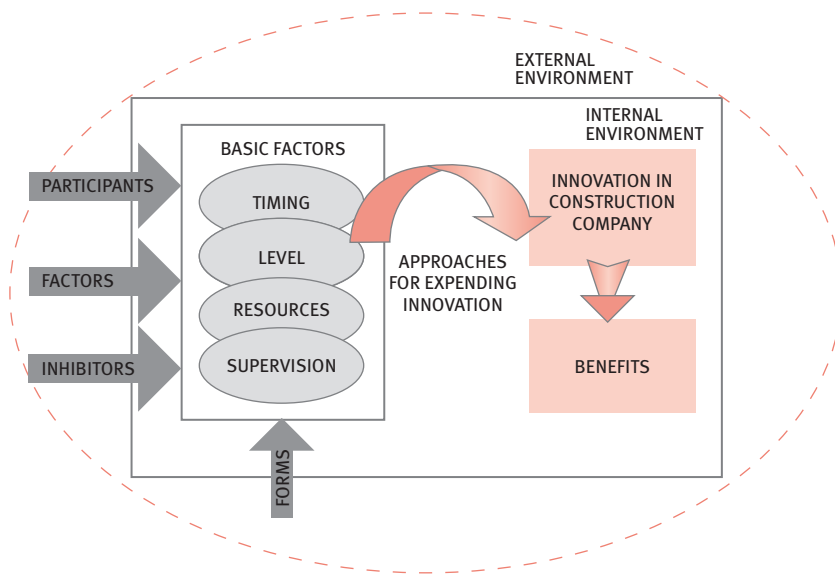 EXTERNAL
ENVIRONMENT
INTERNAL
ENVIRONMENT
BASIC FACTORS
PARTICIPANTS
TIMING
INNOVATION IN
CONSTRUCTION
COMPANY
LEVEL
APPROACHES
FOR EXPENDING
INNOVATION
FACTORS
RESOURCES
INHIBITORS
SUPERVISION
BENEFITS
FORMS